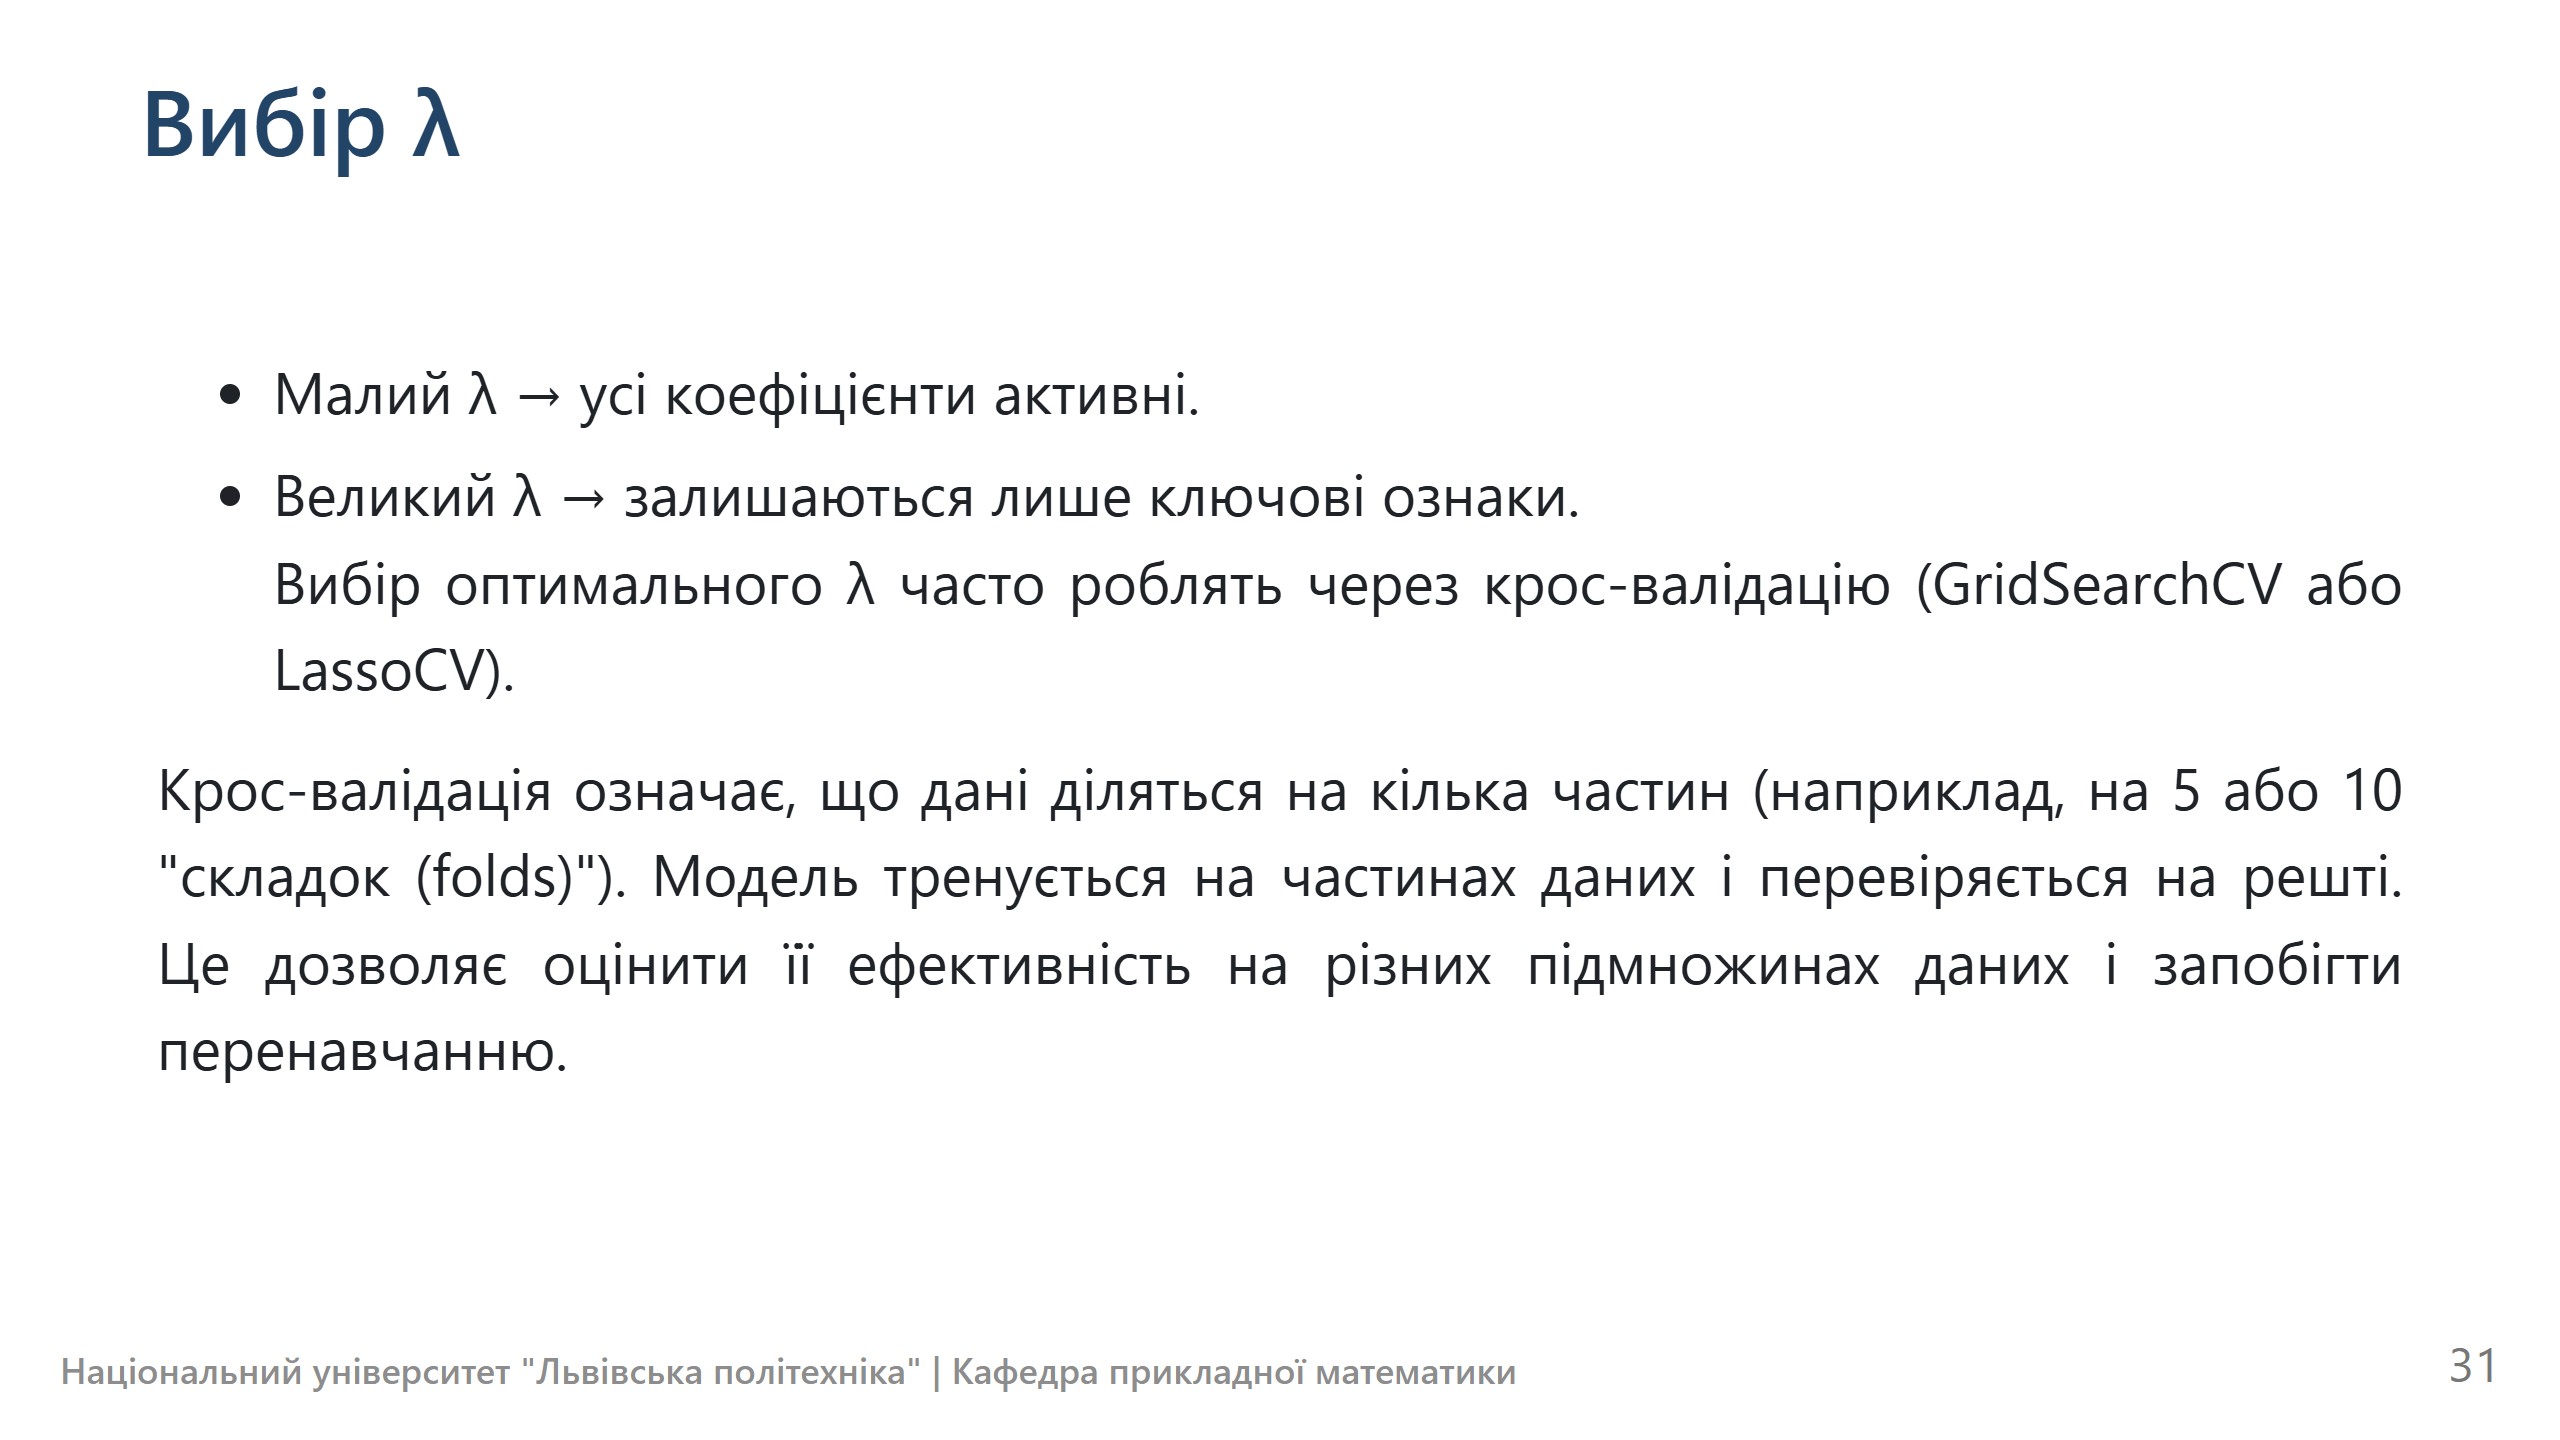 Вибір λ
• Малий λ → усі коефіцієнти активні.
• Великий λ → залишаються лише ключові ознаки.
Вибір оптимального λ часто роблять через крос-валідацію (GridSearchCV або
LassoCV).
Крос-валідація означає, що дані діляться на кілька частин (наприклад, на 5 або 10
"складок (folds)"). Модель тренується на частинах даних і перевіряється на решті.
Це дозволяє оцінити її ефективність на різних підмножинах даних і запобігти
перенавчанню.
Національний університет "Львівська політехніка" | Кафедра прикладної математики
31